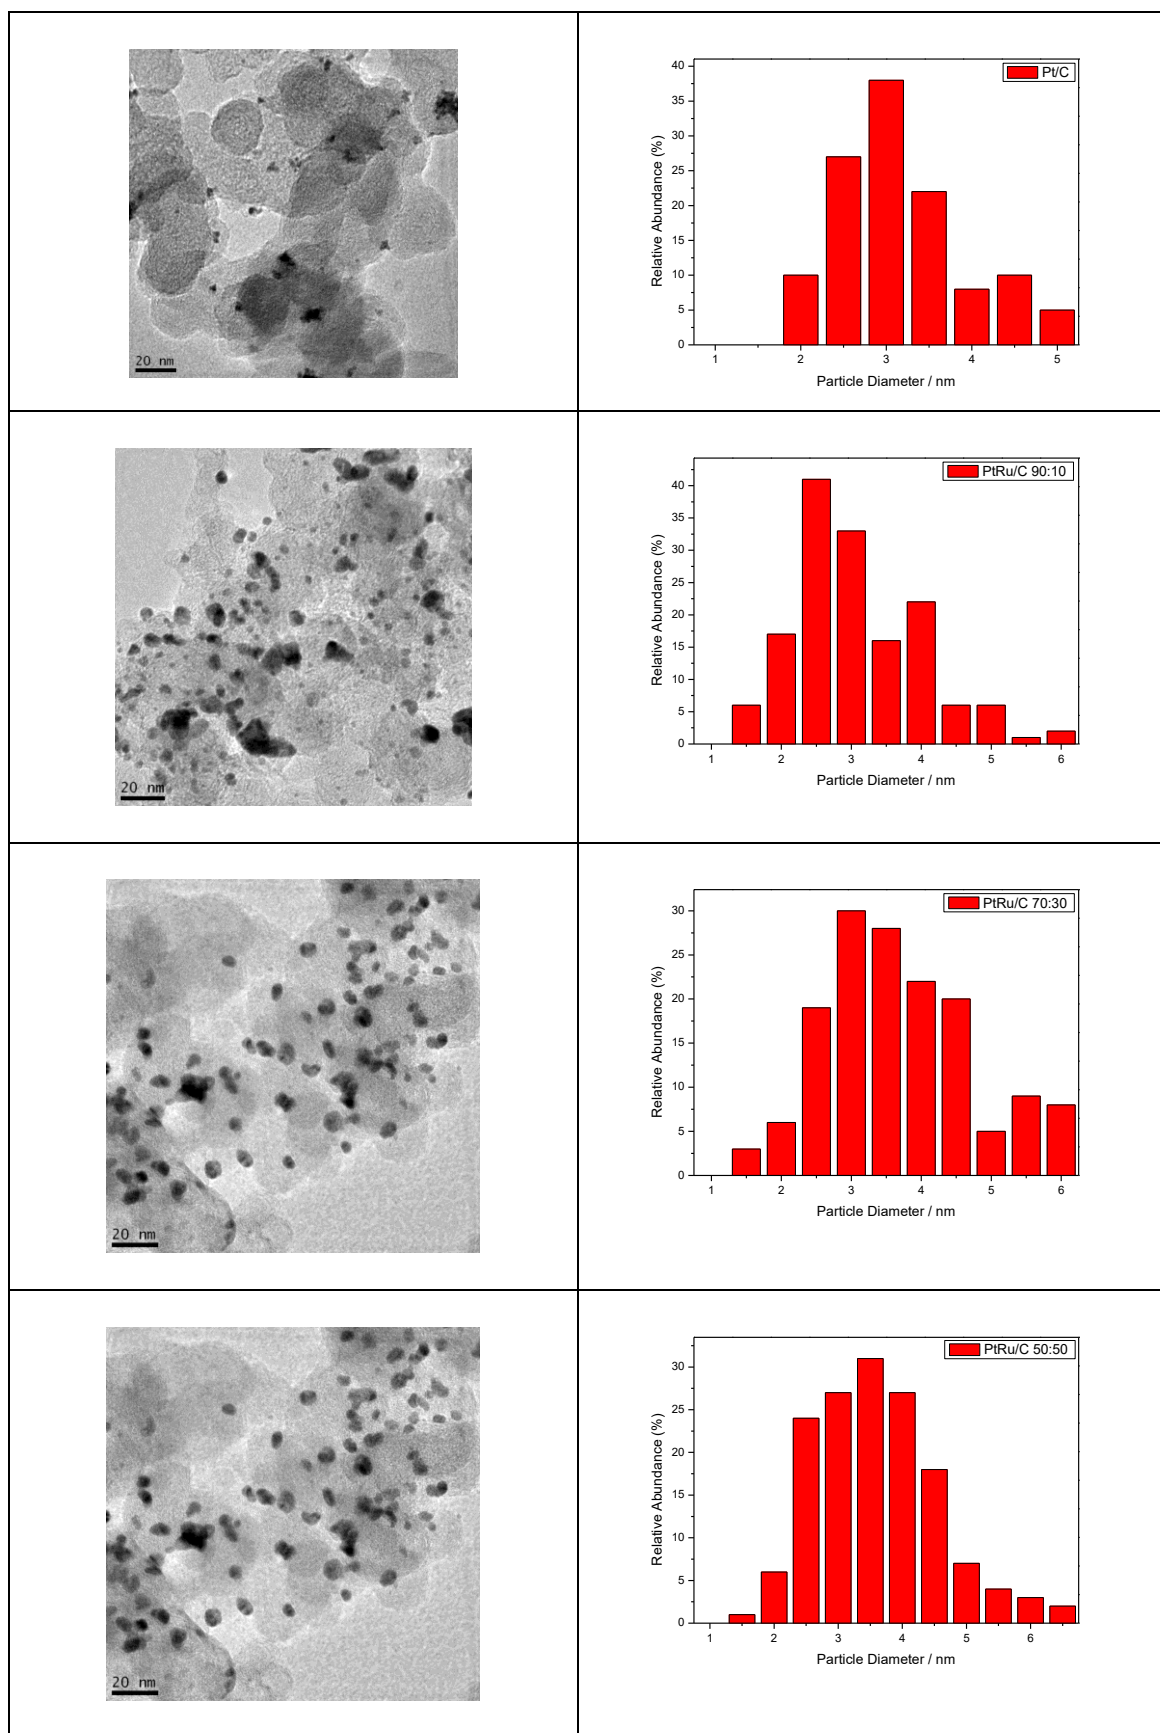 20 nm
Pt/C
Relative Abundance (%)
40
35
30
25
20
15
10
5
0
1 2 3 4 5
Particle Diameter / nm
20 nm
PtRu/C 90:10
Relative Abundance (%)
40
35
30
25
20
15
10
5
0
1 2 3 4 5 6
Particle Diameter / nm
20 nm
PtRu/C 70:30
Relative Abundance (%)
30
25
20
15
10
5
0
1 2 3 4 5 6
Particle Diameter / nm
20 nm
PtRu/C 50:50
Relative Abundance (%)
30
25
20
15
10
5
0
1 2 3 4 5 6
Particle Diameter / nm